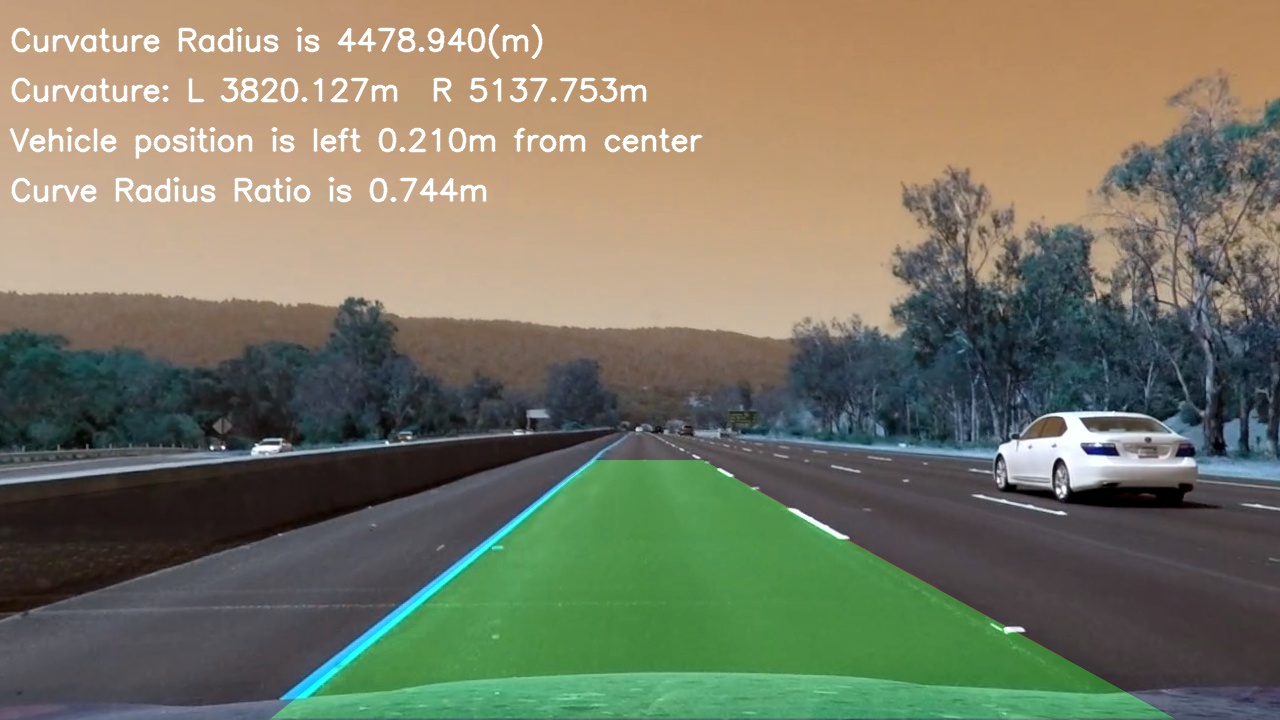 Curvature Radius is 4478.940(m)
Curvature: L 3820.127m R 5137.753m
Vehicle position is left 0.210m from center
Curve Radius Ratio is 0.744m